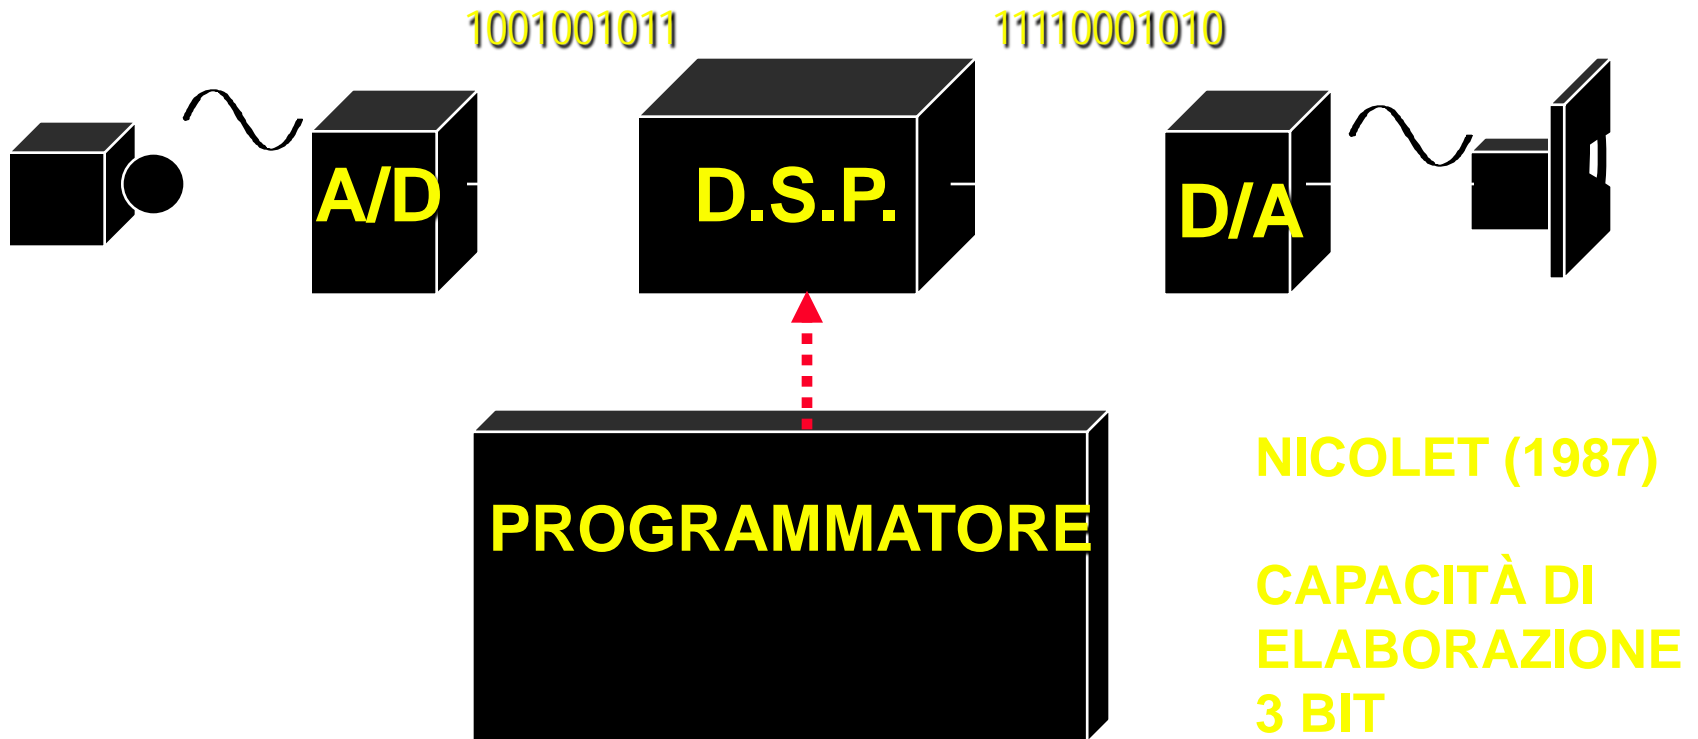 1001001011
11110001010
A/D
D.S.P.
D/A
PROGRAMMATORE
NICOLET (1987)
CAPACITÀ DI
ELABORAZIONE
3 BIT